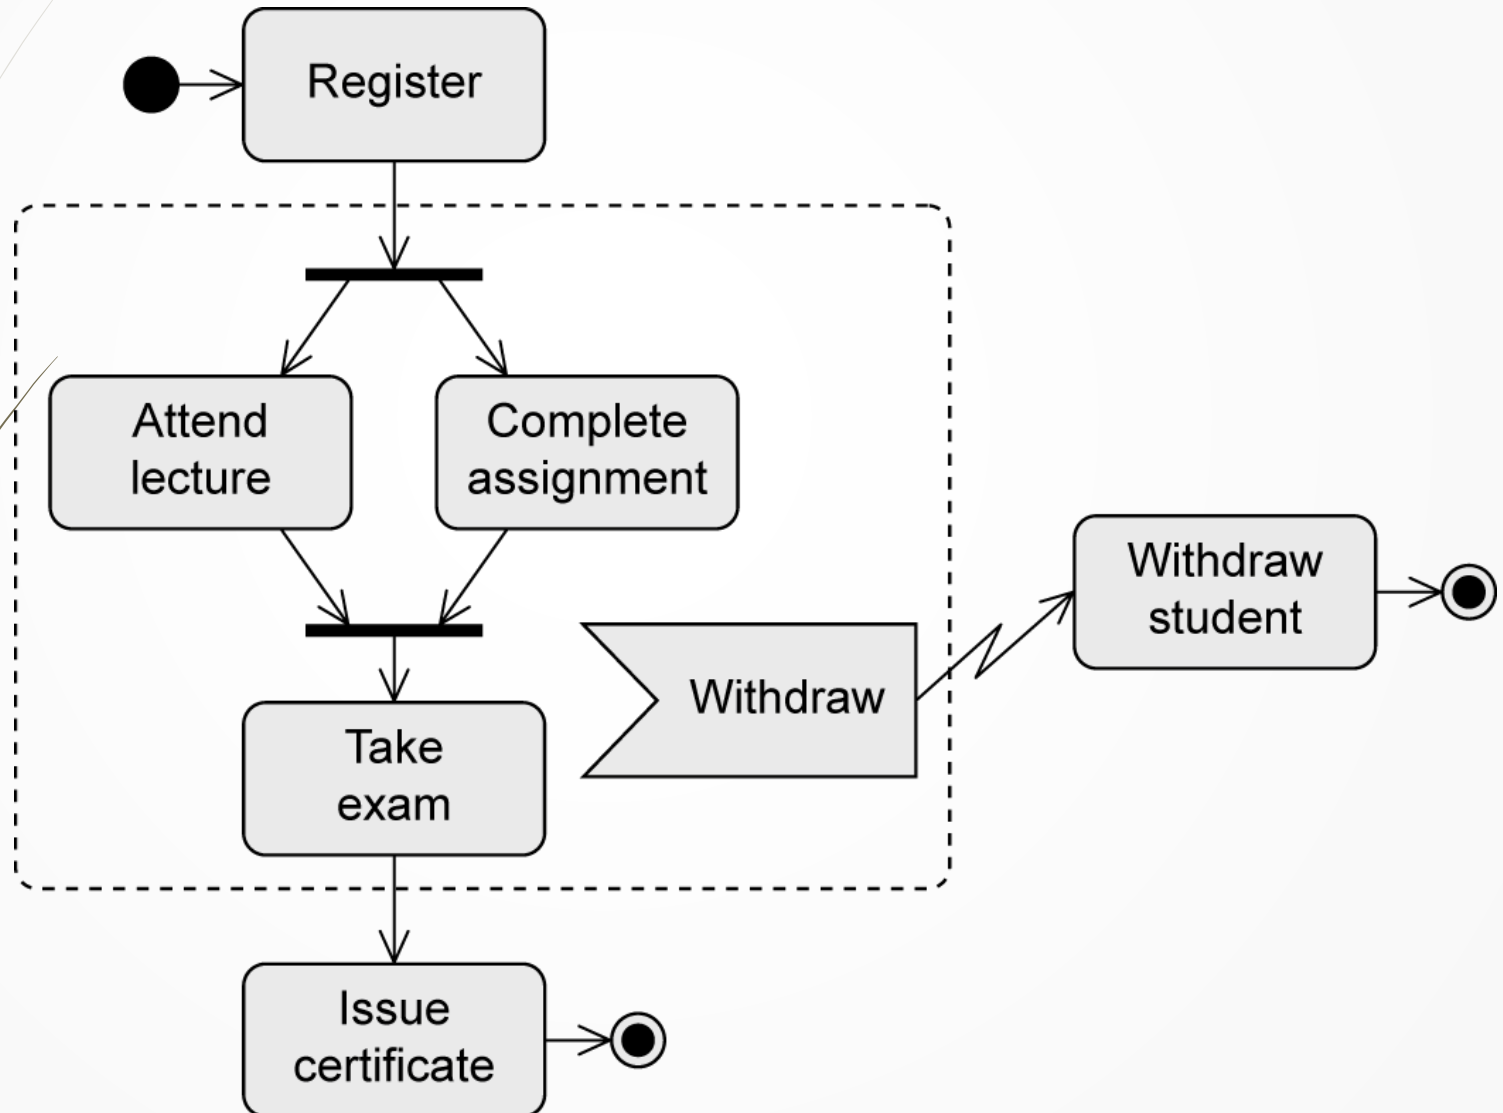 Register
Attend
lecture
Complete
assignment
Withdraw
student
Withdraw
Take
exam
Issue
certificate